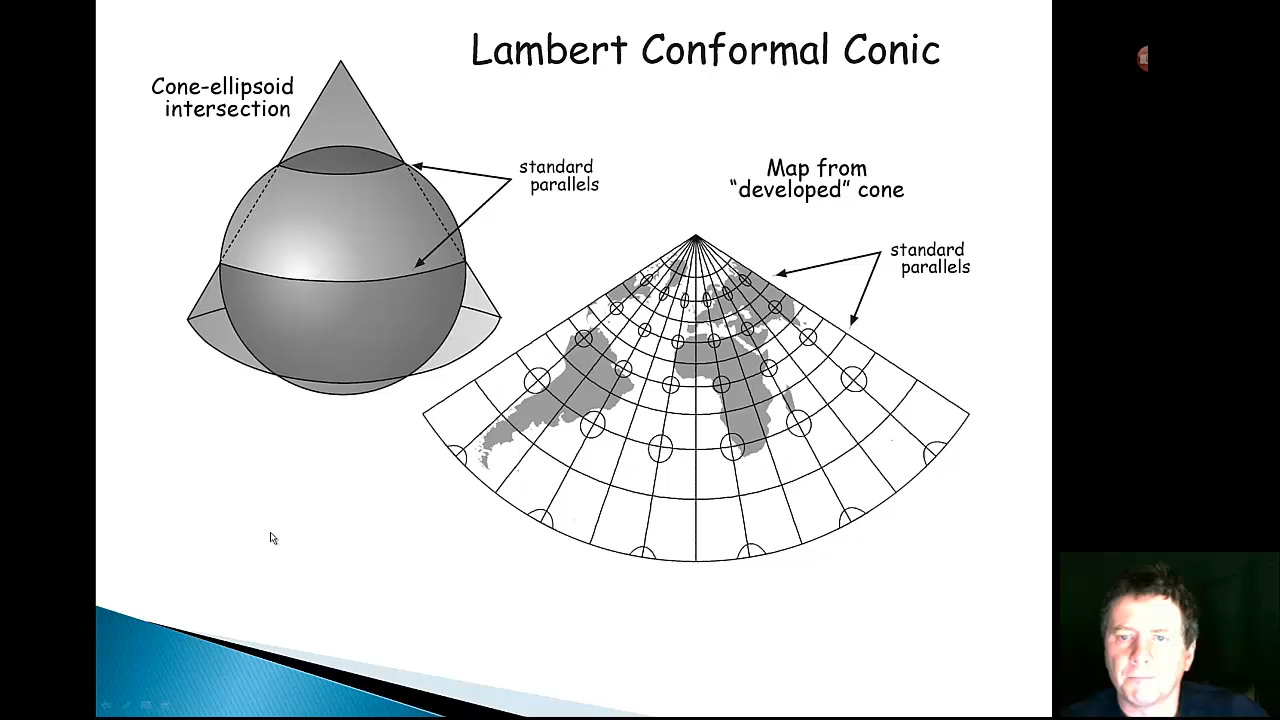 Lambert Conformal Conic
Cone-ellipsoid
intersection
standard
parallels
Map from
“developed” cone
standard
parallels